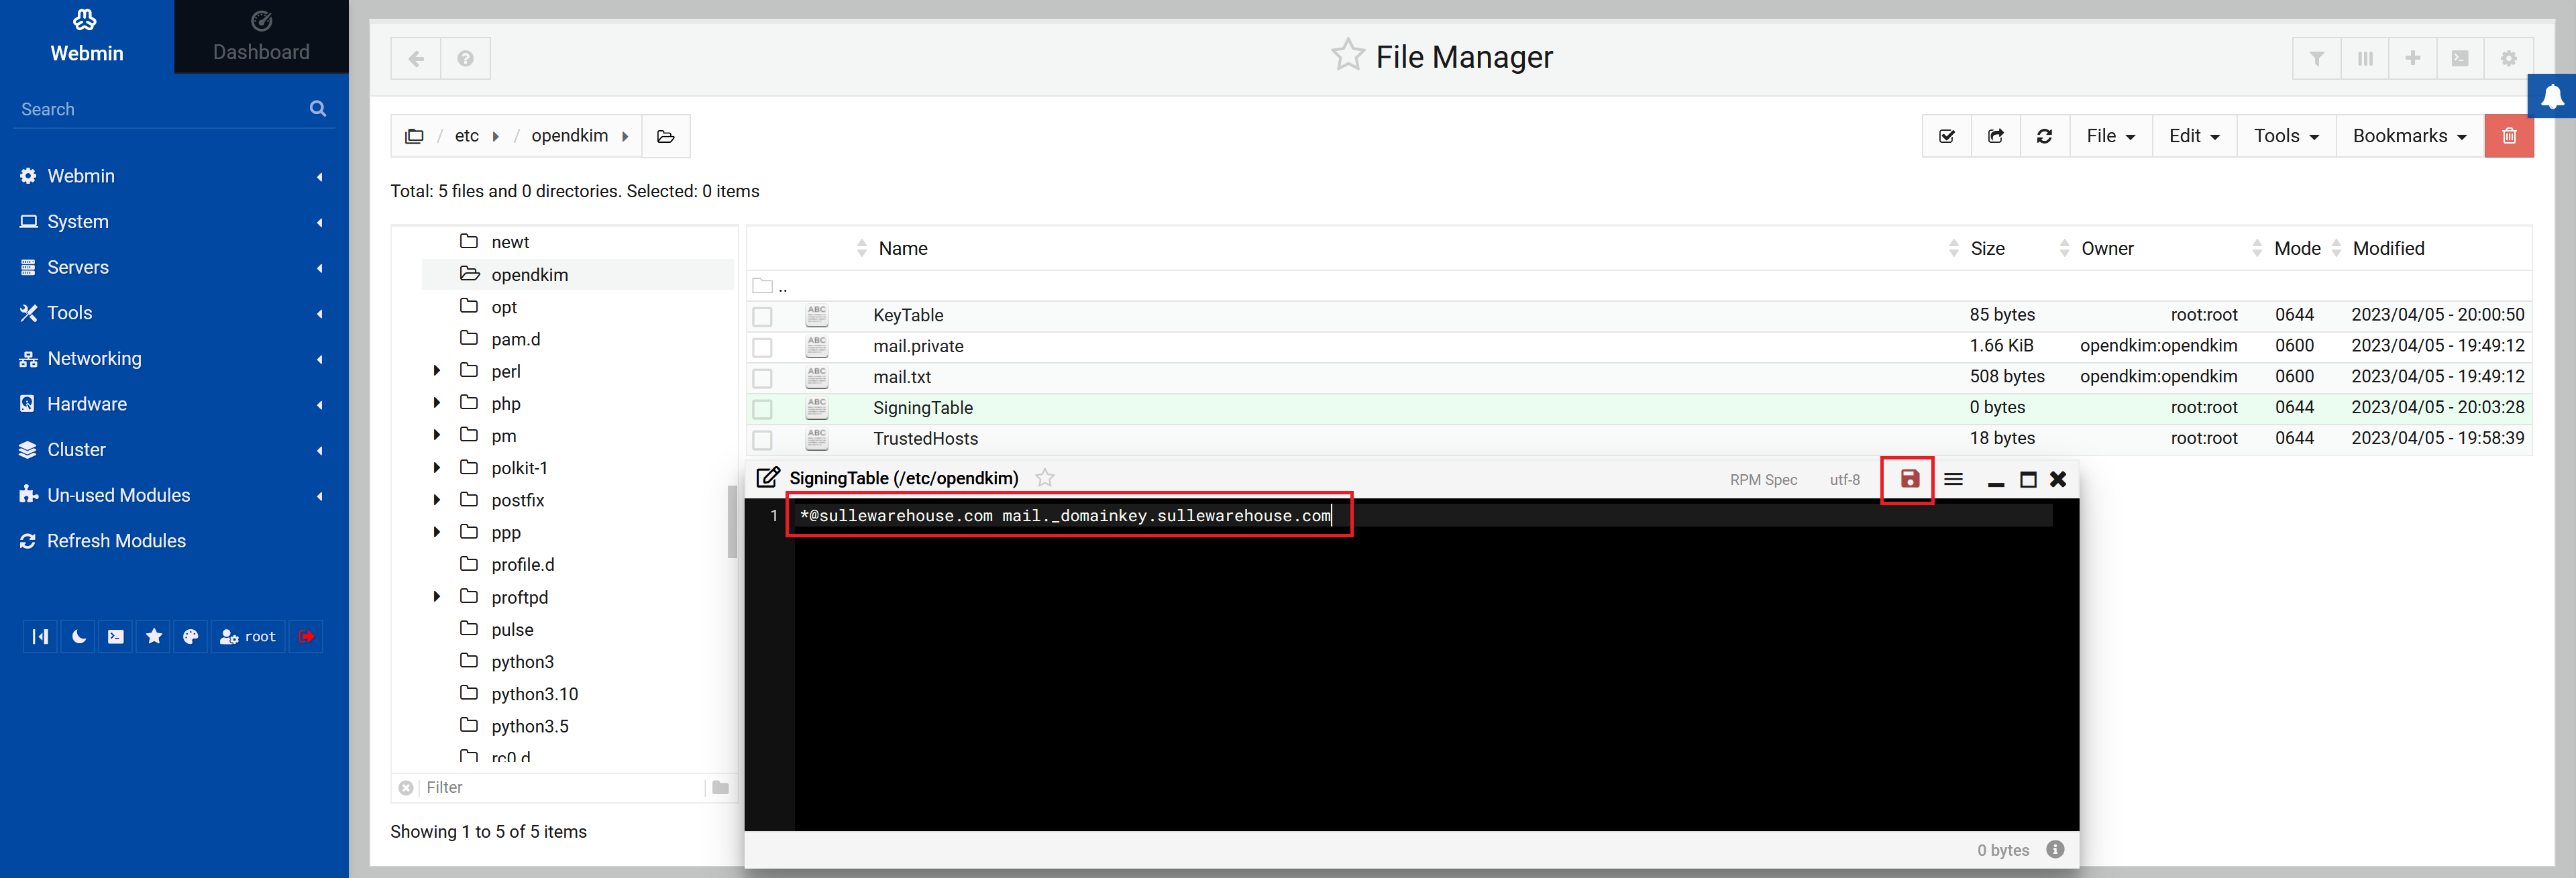 Webmin
Dashboard
Search
Webmin
System
Servers
Tools
Networking
Hardware
Cluster
Un-used Modules
Refresh Modules
root
File Manager
/ etc / opendkim
File Edit Tools Bookmarks
Total: 5 files and 0 directories. Selected: 0 items
newt
opendkim
opt
pam.d
perl
php
pm
polkit-1
postfix
ppp
profile.d
proftpd
pulse
python3
python3.10
python3.5
rc0.d
Filter
Showing 1 to 5 of 5 items
Name Size Owner Mode Modified
..
KeyTable 85 bytes root:root 0644 2023/04/05 - 20:00:50
mail.private 1.66 KiB opendkim:opendkim 0600 2023/04/05 - 19:49:12
mail.txt 508 bytes opendkim:opendkim 0600 2023/04/05 - 19:49:12
SigningTable 0 bytes root:root 0644 2023/04/05 - 20:03:28
TrustedHosts 18 bytes root:root 0644 2023/04/05 - 19:58:39
SigningTable (/etc/opendkim) RPM Spec utf-8
1 *@sullewarehouse.com mail._domainkey.sullewarehouse.com
0 bytes